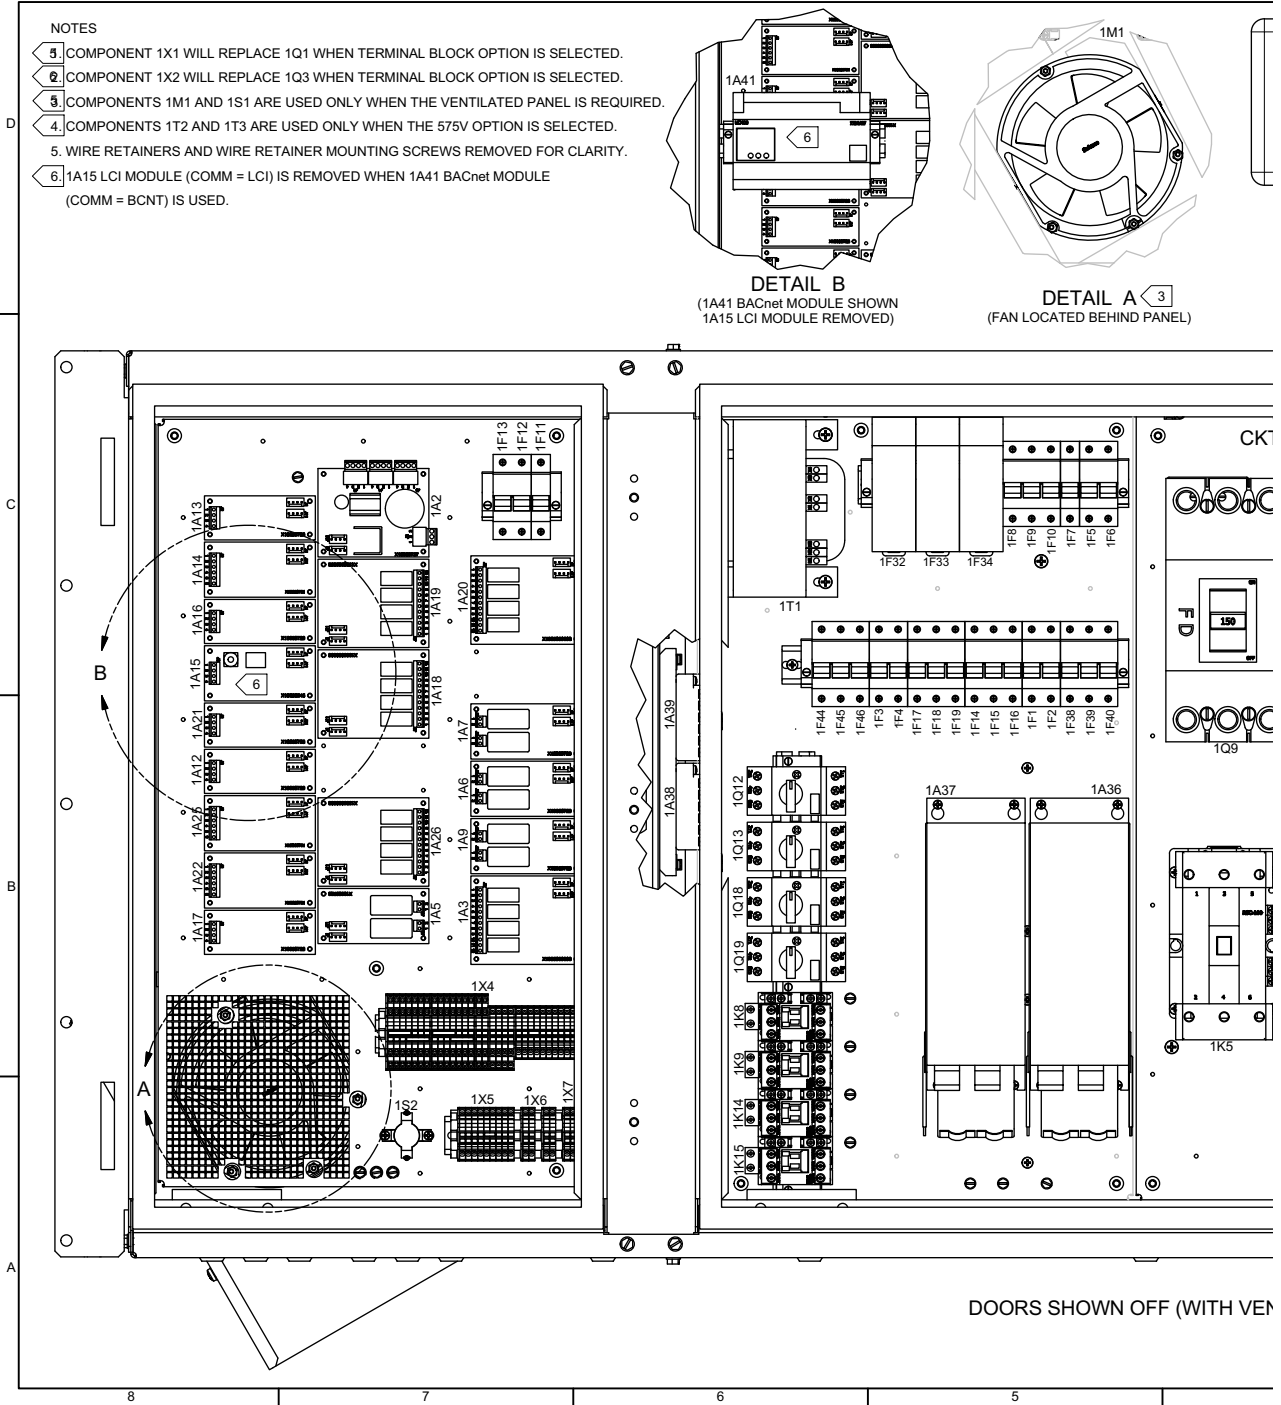 NOTES
COMPONENT 1X1 WILL REPLACE 1Q1 WHEN TERMINAL BLOCK OPTION IS SELECTED.
COMPONENT 1X2 WILL REPLACE 1Q3 WHEN TERMINAL BLOCK OPTION IS SELECTED.
COMPONENTS 1M1 AND 1S1 ARE USED ONLY WHEN THE VENTILATED PANEL IS REQUIRED.
4. COMPONENTS 1T2 AND 1T3 ARE USED ONLY WHEN THE 575V OPTION IS SELECTED.
5. WIRE RETAINERS AND WIRE RETAINER MOUNTING SCREWS REMOVED FOR CLARITY.
6. 1A15 LCI MODULE (COMM = LCI) IS REMOVED WHEN 1A41 BACnet MODULE
(COMM = BCNT) IS USED.
1A41
6
DETAIL B
(1A41 BACnet MODULE SHOWN
1A15 LCI MODULE REMOVED)
1M1
DETAIL A 3
(FAN LOCATED BEHIND PANEL)
D
C
B
A
1F13
1F12
1F11
1A13
1A14
1A16
1A15
6
1A21
1A12
1A25
1A22
1A17
1A2
1A19
1A18
1A26
1A5
1A20
1A7
1A6
1A9
1A3
B
A
1X4
1S2
1X5
1X6
1X7
1A39
1A38
1T1
1F32
1F33
1F34
1F8
1F9
1F10
1F7
1F5
1F6
1F44
1F45
1F46
1F3
1F4
1F17
1F18
1F19
1F14
1F15
1F16
1F1
1F2
1F38
1F39
1F40
1Q12
1Q13
1Q18
1Q19
1K8
1K9
1K14
1K15
1A37
1A36
CKT
FD
150
1Q9
1 3 5
2 4 6
1K5
DOORS SHOWN OFF (WITH VEN
8
7
6
5